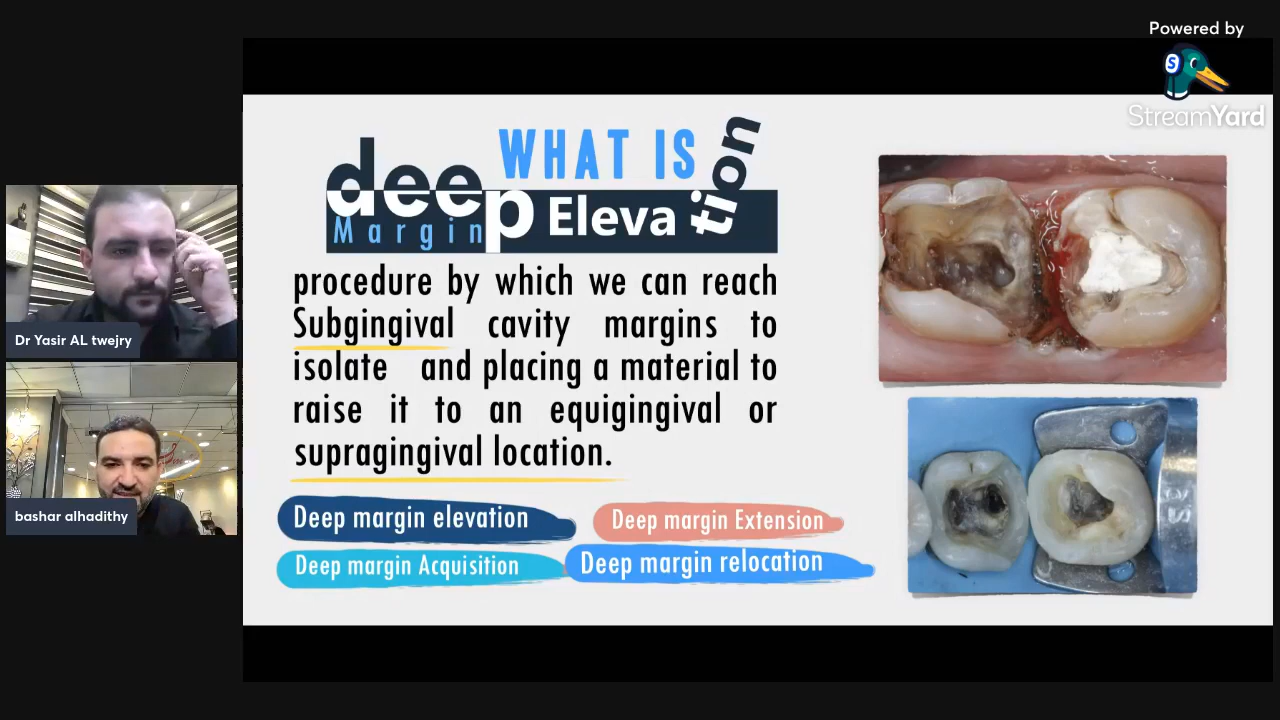 Powered by
StreamYard
WHAT IS
deep
Margin
Elevation
procedure by which we can reach
Subgingival cavity margins to
isolate and placing a material to
raise it to an equigingival or
supragingival location.
Deep margin elevation
Deep margin Extension
Deep margin Acquisition
Deep margin relocation
Dr Yasir AL twejry
bashar alhadithy